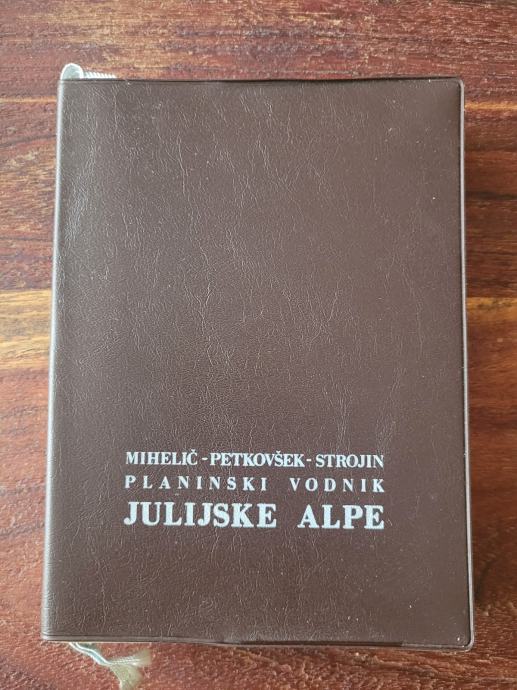 MIHELIČ - PETKOVŠEK - STROJIN
PLANINSKI VODNIK
JULIJSKE ALPE